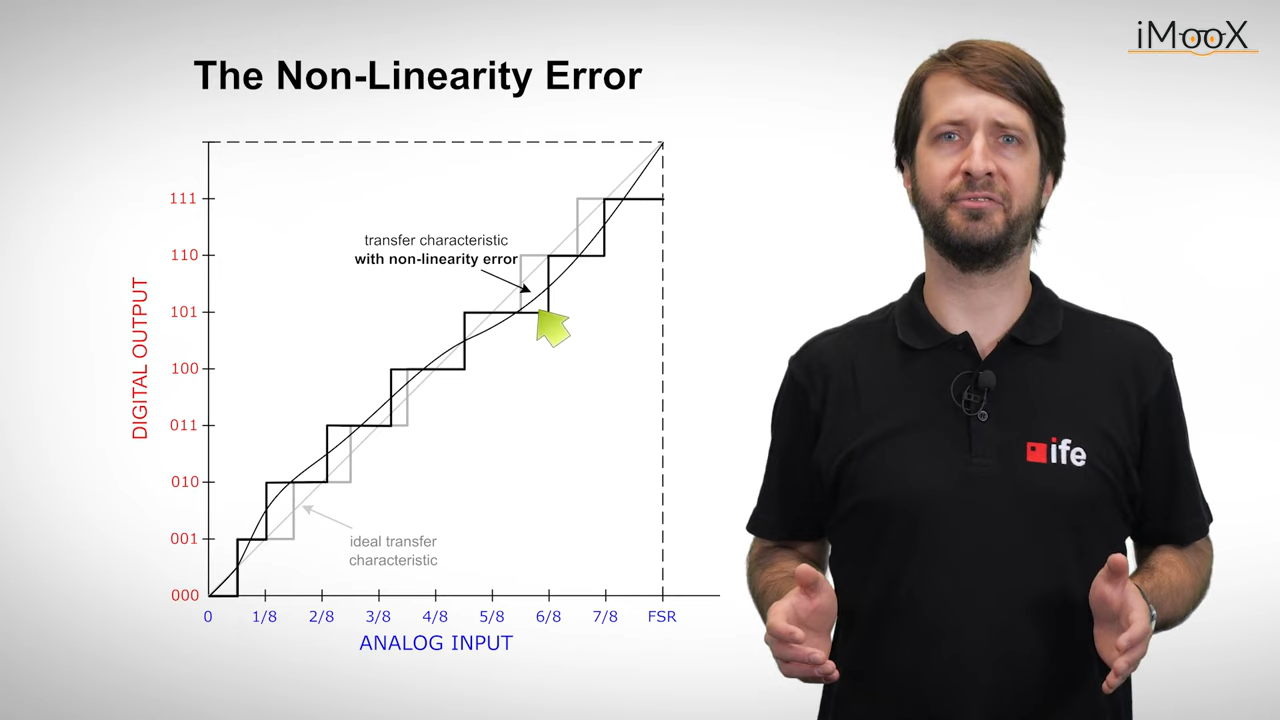 iMooX
The Non-Linearity Error
111
110
101
100
011
010
001
000
DIGITAL OUTPUT
transfer characteristic
with non-linearity error
ideal transfer
characteristic
0 1/8 2/8 3/8 4/8 5/8 6/8 7/8 FSR
ANALOG INPUT
ife